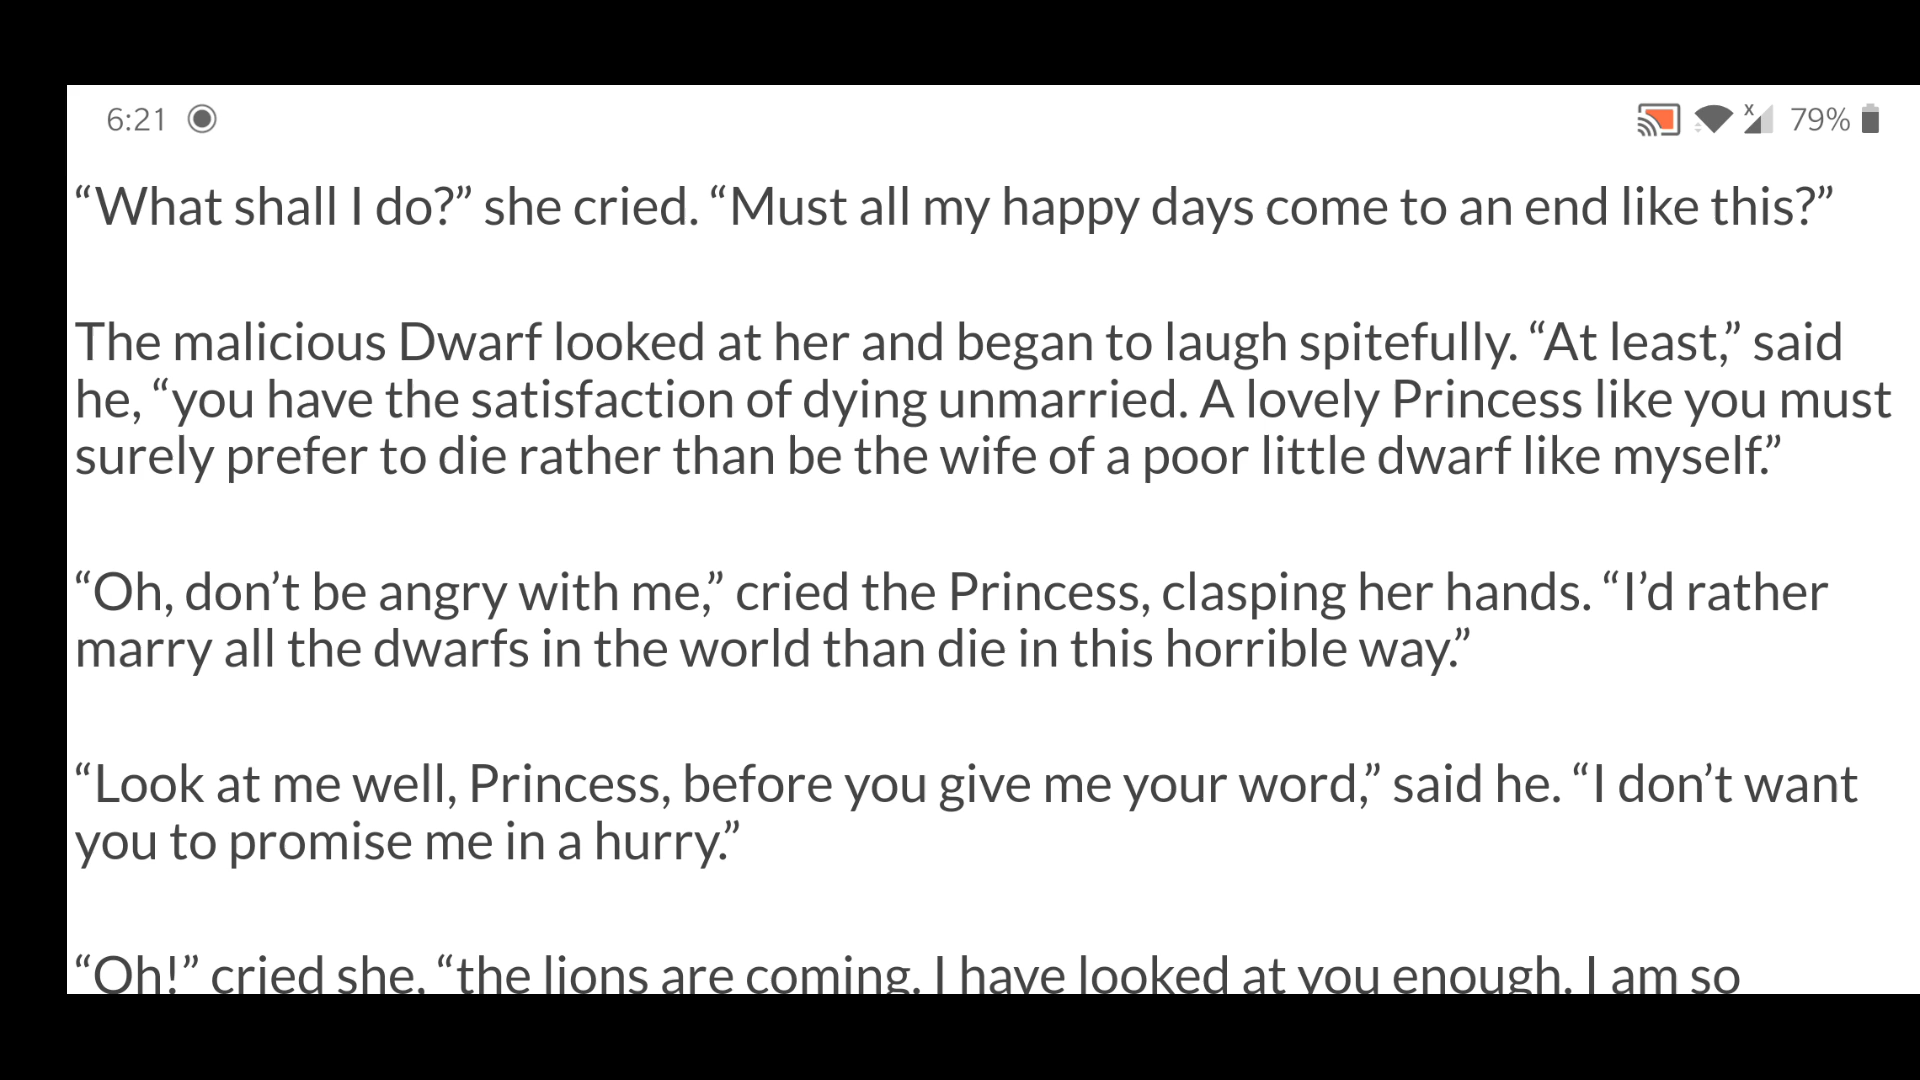 6:21
79%
“What shall I do?” she cried. “Must all my happy days come to an end like this?”
The malicious Dwarf looked at her and began to laugh spitefully. “At least,” said
he, “you have the satisfaction of dying unmarried. A lovely Princess like you must
surely prefer to die rather than be the wife of a poor little dwarf like myself.”
“Oh, don’t be angry with me,” cried the Princess, clasping her hands. “I’d rather
marry all the dwarfs in the world than die in this horrible way.”
“Look at me well, Princess, before you give me your word,” said he. “I don’t want
you to promise me in a hurry.”
“Oh!” cried she, “the lions are coming. I have looked at you enough. I am so